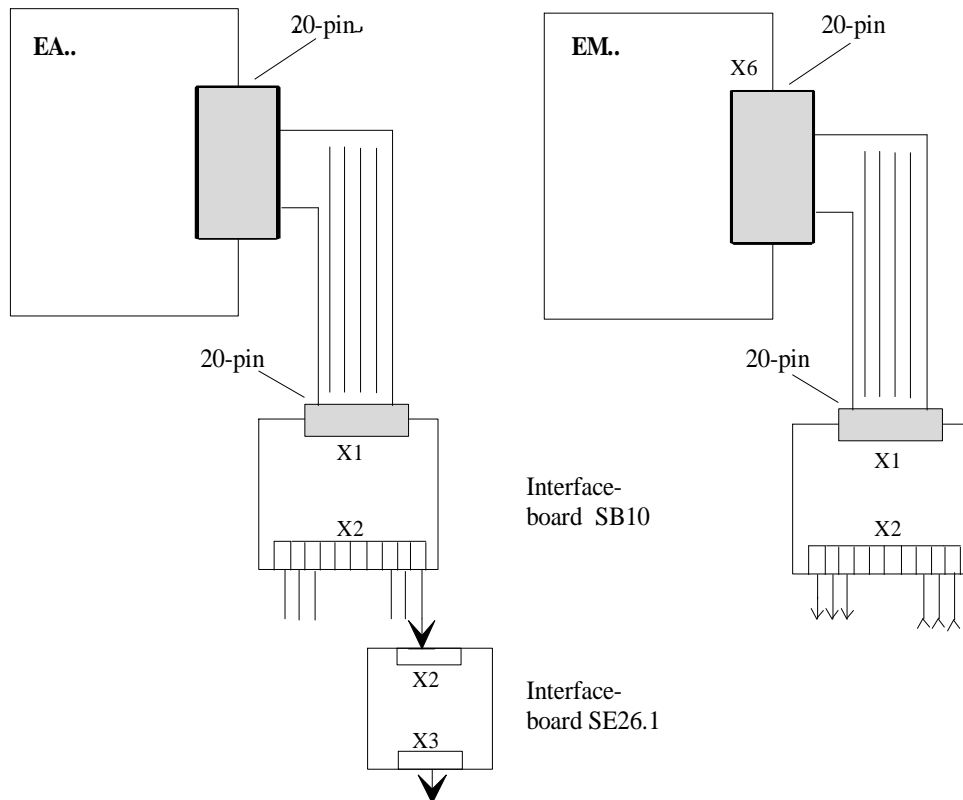 20-pin
EA..
20-pin
EM..
X6
20-pin
20-pin
X1
X1
Interface-
board SB10
X2
X2
X2
Interface-
board SE26.1
X3